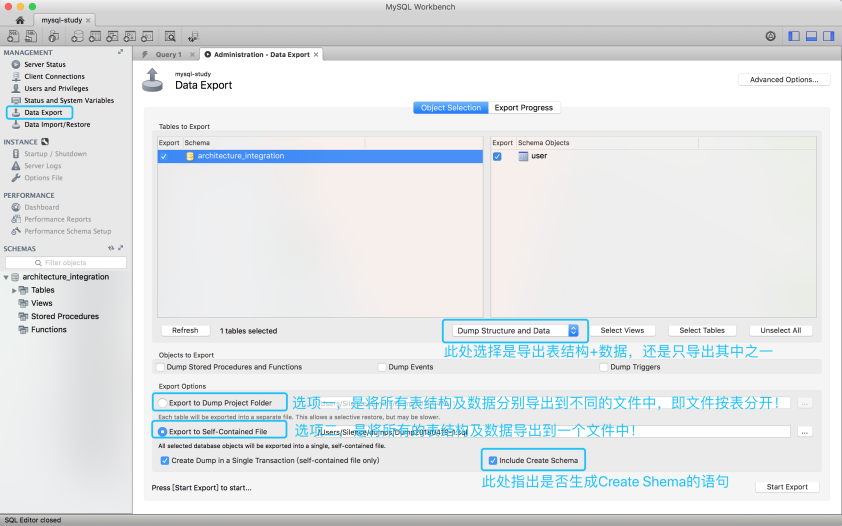 MySQL Workbench
mysql-study
MANAGEMENT
Server Status
Client Connections
Users and Privileges
Status and System Variables
Data Export
Data Import/Restore
INSTANCE
Startup / Shutdown
Server Logs
Options File
PERFORMANCE
Dashboard
Performance Reports
Performance Schema Setup
SCHEMAS
Filter objects
architecture_integration
Tables
Views
Stored Procedures
Functions
Query 1
Administration - Data Export
mysql-study
Data Export
Advanced Options...
Object Selection Export Progress
Tables to Export
Export Schema
architecture_integration
Export Schema Objects
user
Refresh 1 tables selected Dump Structure and Data Select Views Select Tables Unselect All
此处选择是导出表结构+数据，还是只导出其中之一
Objects to Export
Dump Stored Procedures and Functions Dump Events Dump Triggers
Export Options
Export to Dump Project Folder 选项一，是将所有表结构及数据分别导出到不同的文件中，即文件按表分开！ ...
Each table will be exported into a separate file. This allows a selective restore, but may be slower.
Export to Self-Contained File 选项二，是将所有的表结构及数据导出到一个文件中！ ...
All selected database objects will be exported into a single, self-contained file.
Create Dump in a Single Transaction (self-contained file only) Include Create Schema
此处指出是否生成Create Shema的语句
Press [Start Export] to start... Start Export
SQL Editor closed